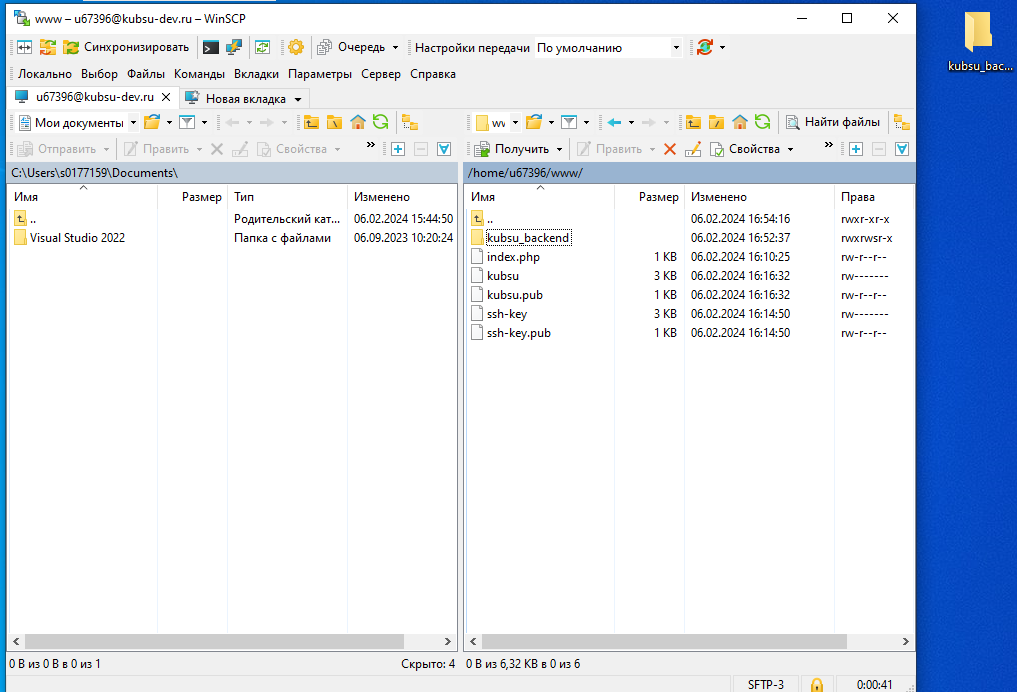 www – u67396@kubsu-dev.ru – WinSCP
kubsu_bac...
Синхронизировать Очередь Настройки передачи По умолчанию
Локально Выбор Файлы Команды Вкладки Параметры Сервер Справка
u67396@kubsu-dev.ru Новая вкладка
Мои документы ww Найти файлы
Отправить Править Свойства » Получить Править Свойства »
C:\Users\s0177159\Documents\ /home/u67396/www/
Имя Размер Тип Изменено Имя Размер Изменено Права
.. Родительский кат... 06.02.2024 15:44:50 .. 06.02.2024 16:54:16 rwxr-xr-x
Visual Studio 2022 Папка с файлами 06.09.2023 10:20:24 kubsu_backend 06.02.2024 16:52:37 rwxrwsr-x
index.php 1 KB 06.02.2024 16:10:25 rw-r--r--
kubsu 3 KB 06.02.2024 16:16:32 rw-------
kubsu.pub 1 KB 06.02.2024 16:16:32 rw-r--r--
ssh-key 3 KB 06.02.2024 16:14:50 rw-------
ssh-key.pub 1 KB 06.02.2024 16:14:50 rw-r--r--
0 B из 0 B в 0 из 1 Скрыто: 4 0 B из 6,32 KB в 0 из 6
SFTP-3 0:00:41